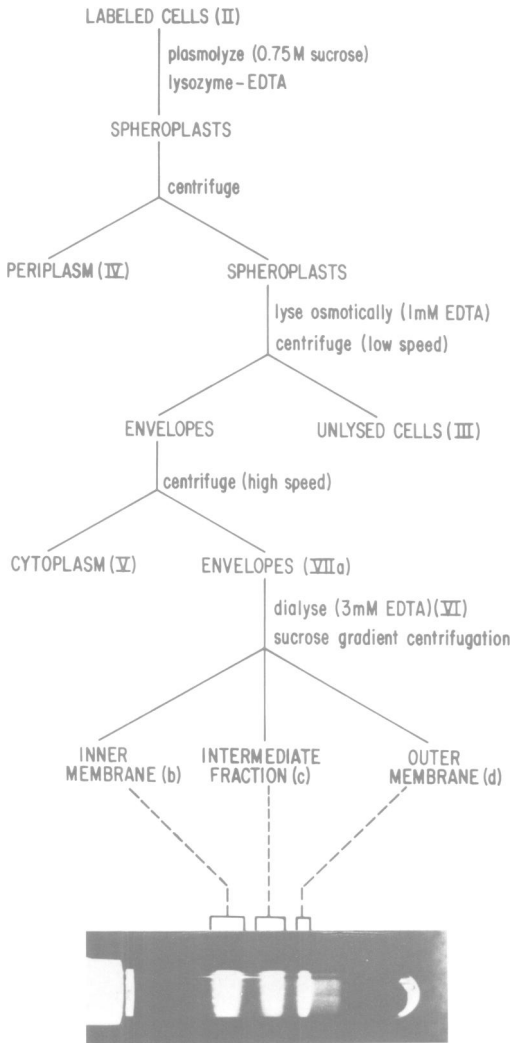 LABELED CELLS (II)
plasmolyze (0.75M sucrose)
lysozyme-EDTA
SPHEROPLASTS
centrifuge
PERIPLASM (IV)
SPHEROPLASTS
lyse osmotically (1mM EDTA)
centrifuge (low speed)
ENVELOPES
UNLYSED CELLS (III)
centrifuge (high speed)
CYTOPLASM (V)
ENVELOPES (VIIa)
dialyse (3mM EDTA)(VI)
sucrose gradient centrifugation
INNER
MEMBRANE (b)
INTERMEDIATE
FRACTION (c)
OUTER
MEMBRANE (d)